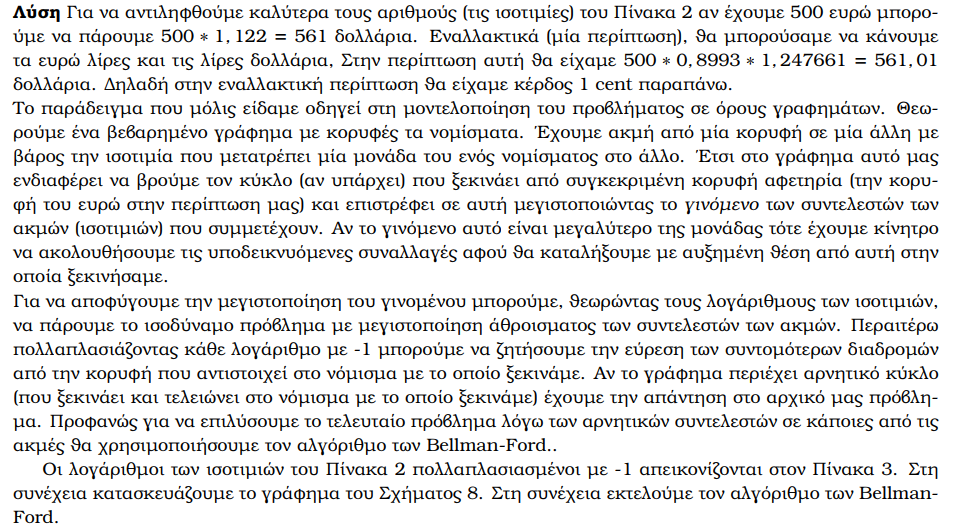 Λύση Για να αντιληφθούμε καλύτερα τους αριθμούς (τις ισοτιμίες) του Πίνακα 2 αν έχουμε 500 ευρώ μπορο-
ύμε να πάρουμε 500 ∗ 1, 122 = 561 δολλάρια. Εναλλακτικά (μία περίπτωση), θα μπορούσαμε να κάνουμε
τα ευρώ λίρες και τις λίρες δολλάρια, Στην περίπτωση αυτή θα είχαμε 500 ∗ 0, 8993 ∗ 1, 247661 = 561, 01
δολλάρια. Δηλαδή στην εναλλακτική περίπτωση θα είχαμε κέρδος 1 cent παραπάνω.
Το παράδειγμα που μόλις είδαμε οδηγεί στη μοντελοποίηση του προβλήματος σε όρους γραφημάτων. Θεω-
ρούμε ένα βεβαρημένο γράφημα με κορυφές τα νομίσματα. Έχουμε ακμή από μία κορυφή σε μία άλλη με
βάρος την ισοτιμία που μετατρέπει μία μονάδα του ενός νομίσματος στο άλλο. Έτσι στο γράφημα αυτό μας
ενδιαφέρει να βρούμε τον κύκλο (αν υπάρχει) που ξεκινάει από συγκεκριμένη κορυφή αφετηρία (την κορυ-
φή του ευρώ στην περίπτωση μας) και επιστρέφει σε αυτή μεγιστοποιώντας το γινόμενο των συντελεστών των
ακμών (ισοτιμιών) που συμμετέχουν. Αν το γινόμενο αυτό είναι μεγαλύτερο της μονάδας τότε έχουμε κίνητρο
να ακολουθήσουμε τις υποδεικνυόμενες συναλλαγές αφού θα καταλήξουμε με αυξημένη θέση από αυτή στην
οποία ξεκινήσαμε.
Για να αποφύγουμε την μεγιστοποίηση του γινομένου μπορούμε, θεωρώντας τους λογάριθμους των ισοτιμιών,
να πάρουμε το ισοδύναμο πρόβλημα με μεγιστοποίηση άθροισματος των συντελεστών των ακμών. Περαιτέρω
πολλαπλασιάζοντας κάθε λογάριθμο με -1 μπορούμε να ζητήσουμε την εύρεση των συντομότερων διαδρομών
από την κορυφή που αντιστοιχεί στο νόμισμα με το οποίο ξεκινάμε. Αν το γράφημα περιέχει αρνητικό κύκλο
(που ξεκινάει και τελειώνει στο νόμισμα με το οποίο ξεκινάμε) έχουμε την απάντηση στο αρχικό μας πρόβλη-
μα. Προφανώς για να επιλύσουμε το τελευταίο πρόβλημα λόγω των αρνητικών συντελεστών σε κάποιες από τις
ακμές θα χρησιμοποιήσουμε τον αλγόριθμο των Bellman-Ford..
Οι λογάριθμοι των ισοτιμιών του Πίνακα 2 πολλαπλασιασμένοι με -1 απεικονίζονται στον Πίνακα 3. Στη
συνέχεια κατασκευάζουμε το γράφημα του Σχήματος 8. Στη συνέχεια εκτελούμε τον αλγόριθμο των Bellman-
Ford.